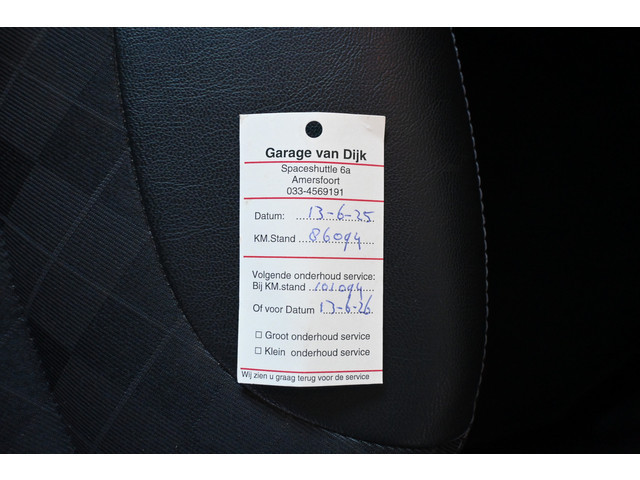 Garage van Dijk
Spaceshuttle 6a
Amersfoort
033-4569191
Datum: ...13-6-25
KM.Stand ...86094....
Volgende onderhoud service:
Bij KM.stand ..101.094...
Of voor Datum 13-6-26
☐ Groot onderhoud service
☐ Klein onderhoud service
Wij zien u graag terug voor de service